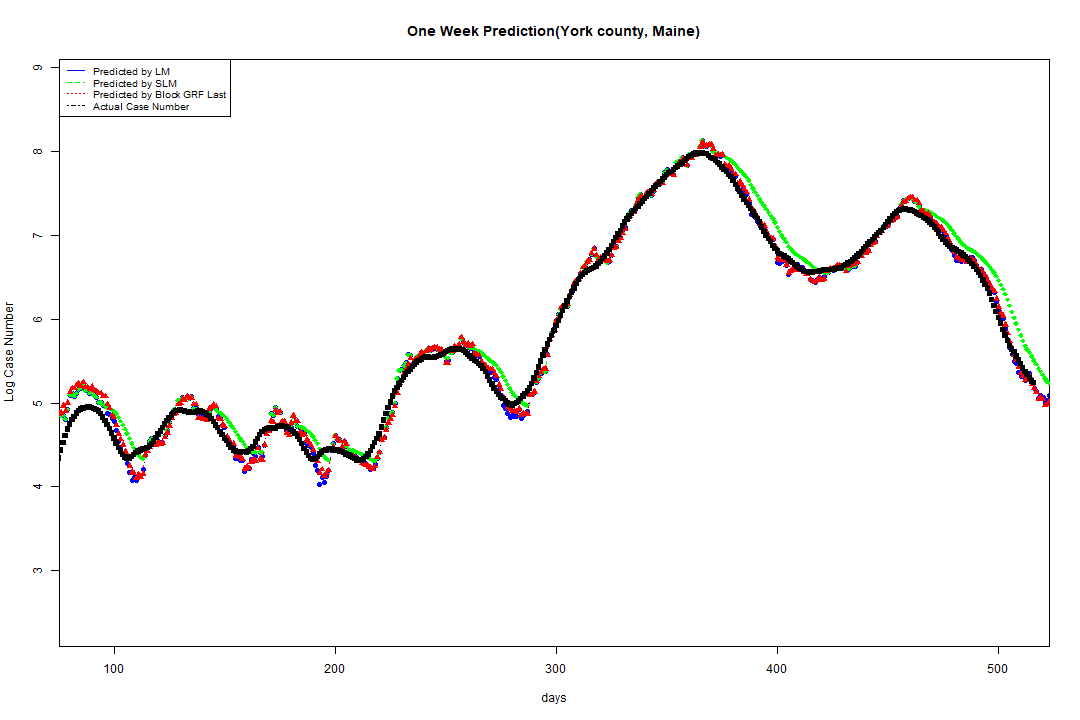 One Week Prediction(York county, Maine)
Predicted by LM
Predicted by SLM
Predicted by Block GRF Last
Actual Case Number
9
8
7
6
5
4
3
Log Case Number
100 200 300 400 500
days